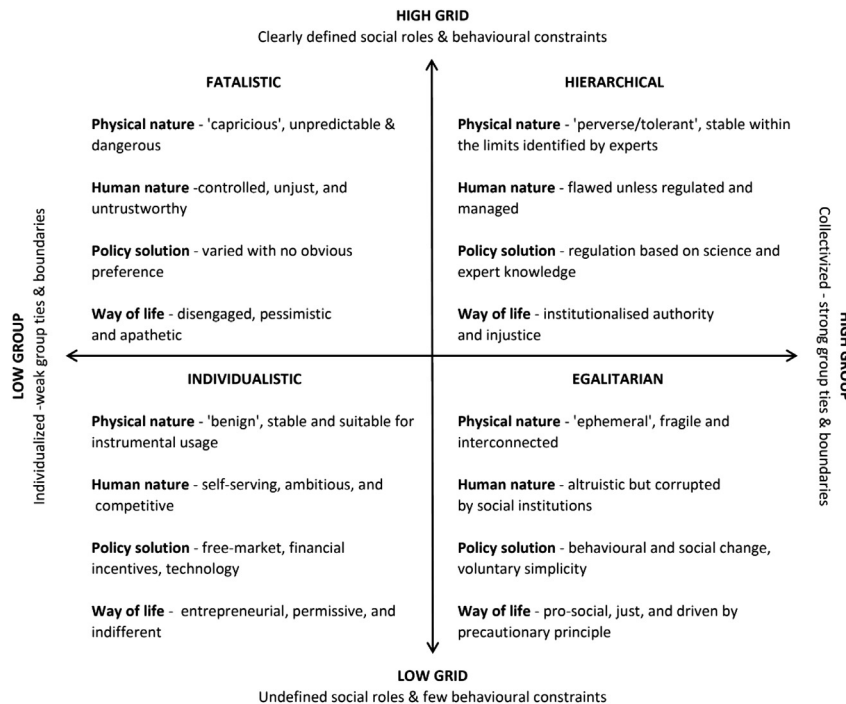 HIGH GRID
Clearly defined social roles & behavioural constraints
FATALISTIC
Physical nature - 'capricious', unpredictable &
dangerous
Human nature -controlled, unjust, and
untrustworthy
Policy solution - varied with no obvious
preference
Way of life - disengaged, pessimistic
and apathetic
HIERARCHICAL
Physical nature - 'perverse/tolerant', stable within
the limits identified by experts
Human nature - flawed unless regulated and
managed
Policy solution - regulation based on science and
expert knowledge
Way of life - institutionalised authority
and injustice
LOW GROUP
Individualized -weak group ties & boundaries
Collectivized - strong group ties & boundaries
HIGH GROUP
INDIVIDUALISTIC
Physical nature - 'benign', stable and suitable for
instrumental usage
Human nature - self-serving, ambitious, and
competitive
Policy solution - free-market, financial
incentives, technology
Way of life - entrepreneurial, permissive, and
indifferent
EGALITARIAN
Physical nature - 'ephemeral', fragile and
interconnected
Human nature - altruistic but corrupted
by social institutions
Policy solution - behavioural and social change,
voluntary simplicity
Way of life - pro-social, just, and driven by
precautionary principle
LOW GRID
Undefined social roles & few behavioural constraints